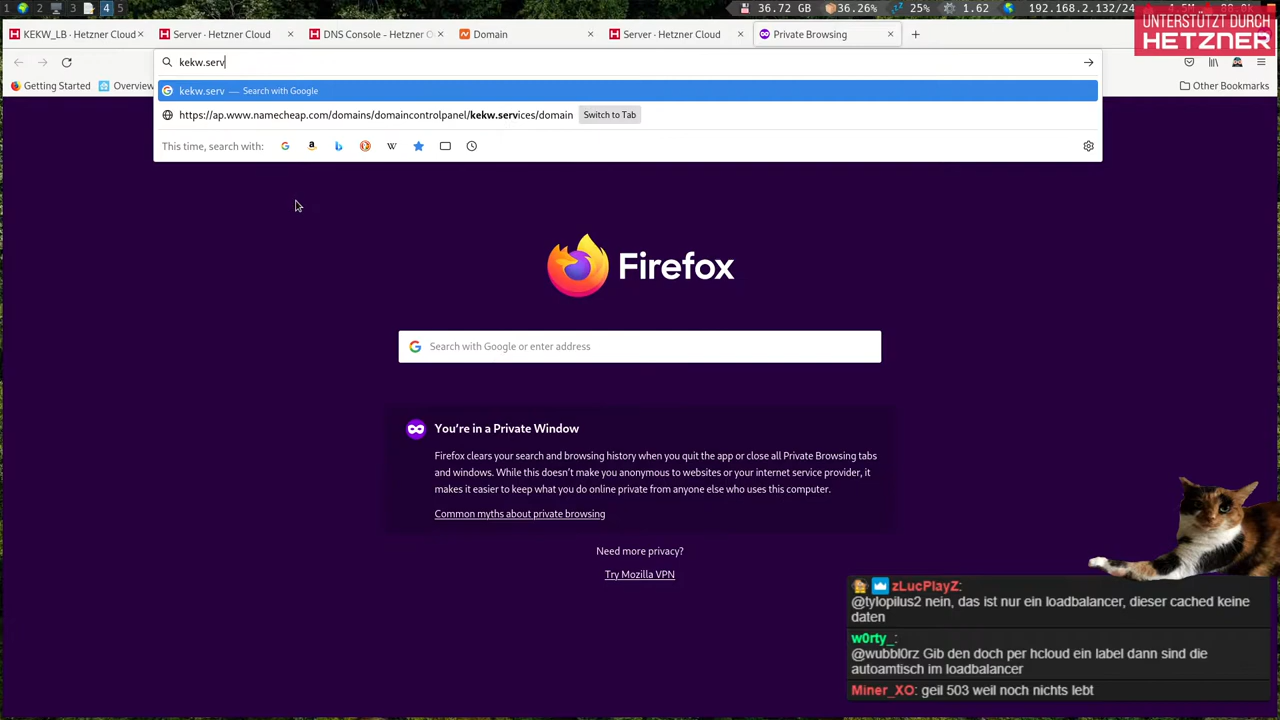 1 2 3 4 5
36.72 GB 36.26% 25% 1.62 192.168.2.132/24
UNTERSTÜTZT DURCH
HETZNER
KEKW_LB · Hetzner Cloud
Server · Hetzner Cloud
DNS Console - Hetzner O
Domain
Server · Hetzner Cloud
Private Browsing
kekw.serv
Getting Started
Overview
Other Bookmarks
kekw.serv — Search with Google
https://ap.www.namecheap.com/domains/domaincontrolpanel/kekw.services/domain Switch to Tab
This time, search with:
Firefox
Search with Google or enter address
You're in a Private Window
Firefox clears your search and browsing history when you quit the app or close all Private Browsing tabs
and windows. While this doesn't make you anonymous to websites or your internet service provider, it
makes it easier to keep what you do online private from anyone else who uses this computer.
Common myths about private browsing
Need more privacy?
Try Mozilla VPN
zLucPlayZ:
@tylopilus2 nein, das ist nur ein loadbalancer, dieser cached keine
daten
w0rty_:
@wubbl0rz Gib den doch per hcloud ein label dann sind die
autoamtisch im loadbalancer
Miner_XO: geil 503 weil noch nichts lebt